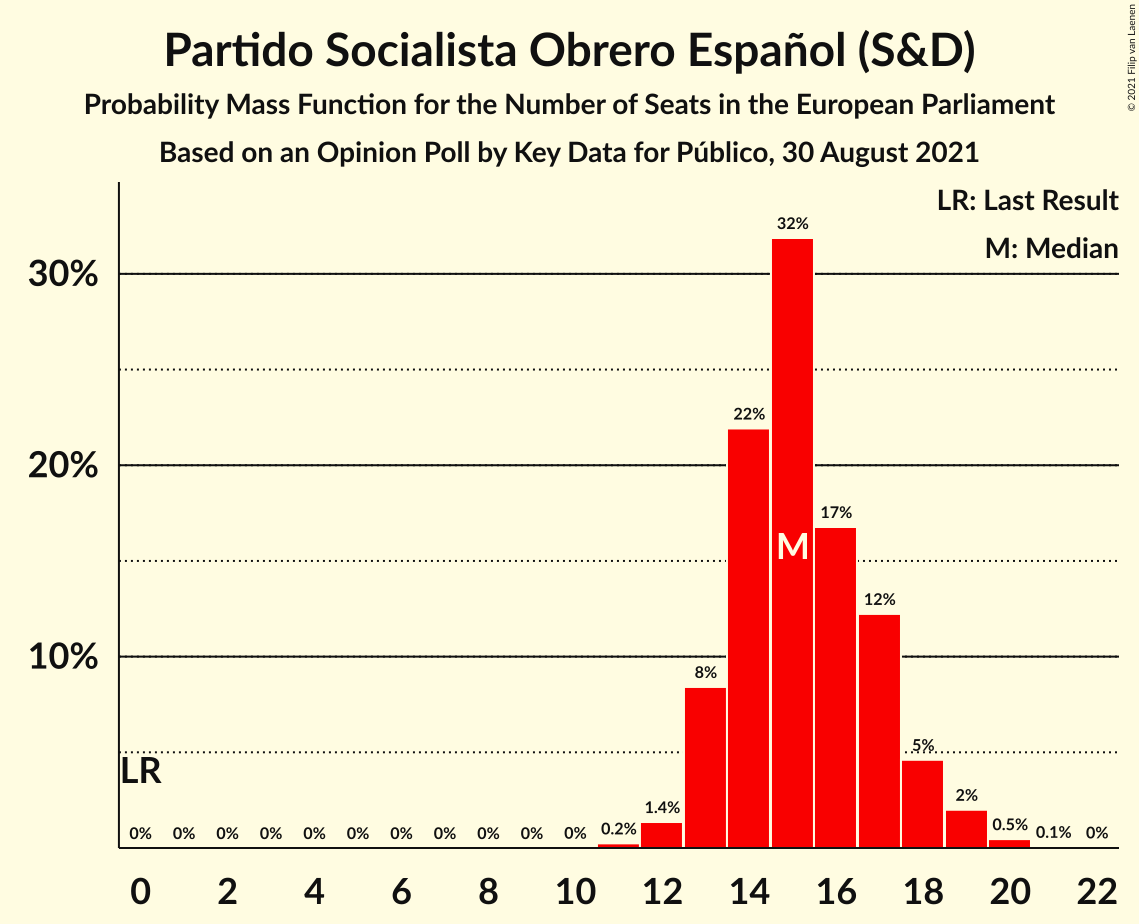 Partido Socialista Obrero Español (S&D)
Probability Mass Function for the Number of Seats in the European Parliament
Based on an Opinion Poll by Key Data for Público, 30 August 2021
© 2021 Filip van Laenen
LR: Last Result
M: Median
30%
20%
10%
32%
22%
17%
12%
8%
5%
2%
1.4%
0.5%
0.2%
0.1%
0%
M
LR
0% 0% 0% 0% 0% 0% 0% 0% 0% 0% 0%
0 2 4 6 8 10 12 14 16 18 20 22